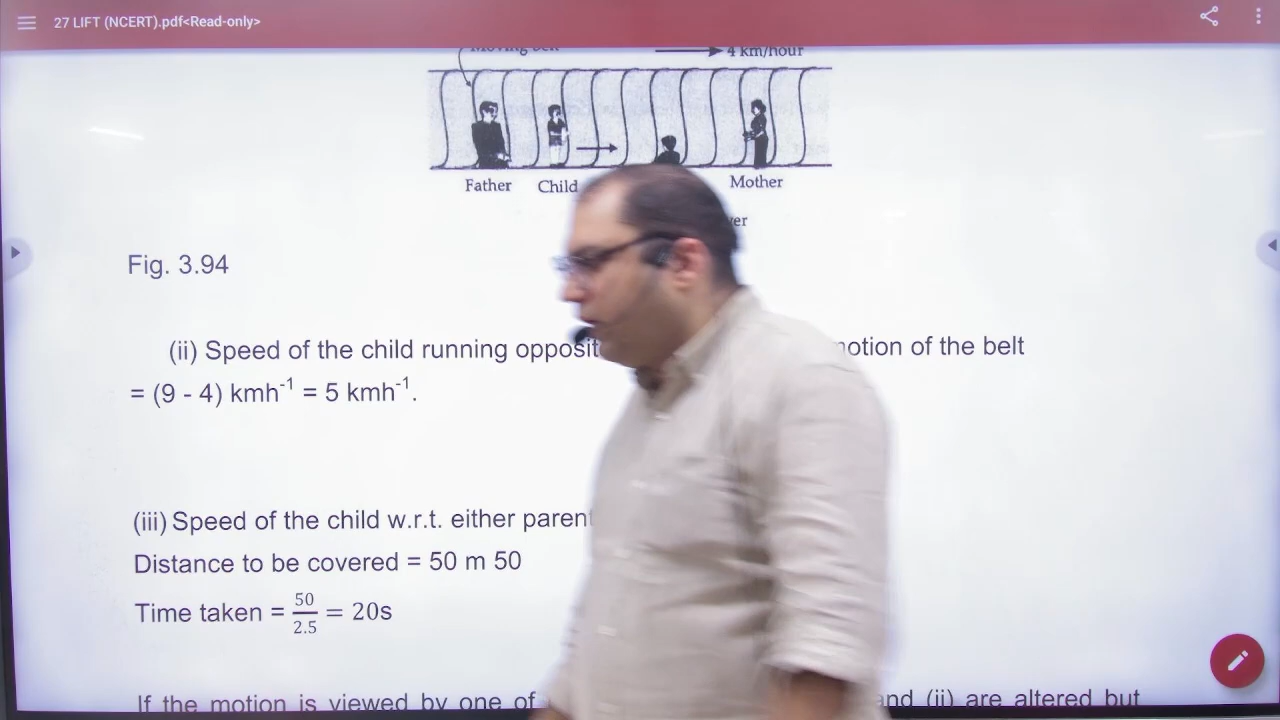 27 LIFT (NCERT).pdf<Read-only>
Moving belt
4 km/hour
Father Child Mother
Fig. 3.94
(ii) Speed of the child running of the belt
= (9 - 4) kmh⁻¹ = 5 kmh⁻¹.
(iii) Speed of the child w.r.t. either
Distance to be covered = 50 m 50
Time taken = 50/2.5 = 20s
If the motion is viewed by one of and (ii) are altered but